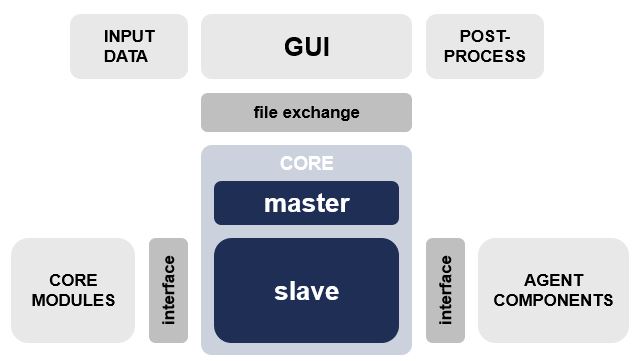 INPUT
DATA
GUI
POST-
PROCESS
file exchange
CORE
master
CORE
MODULES
interface
slave
interface
AGENT
COMPONENTS